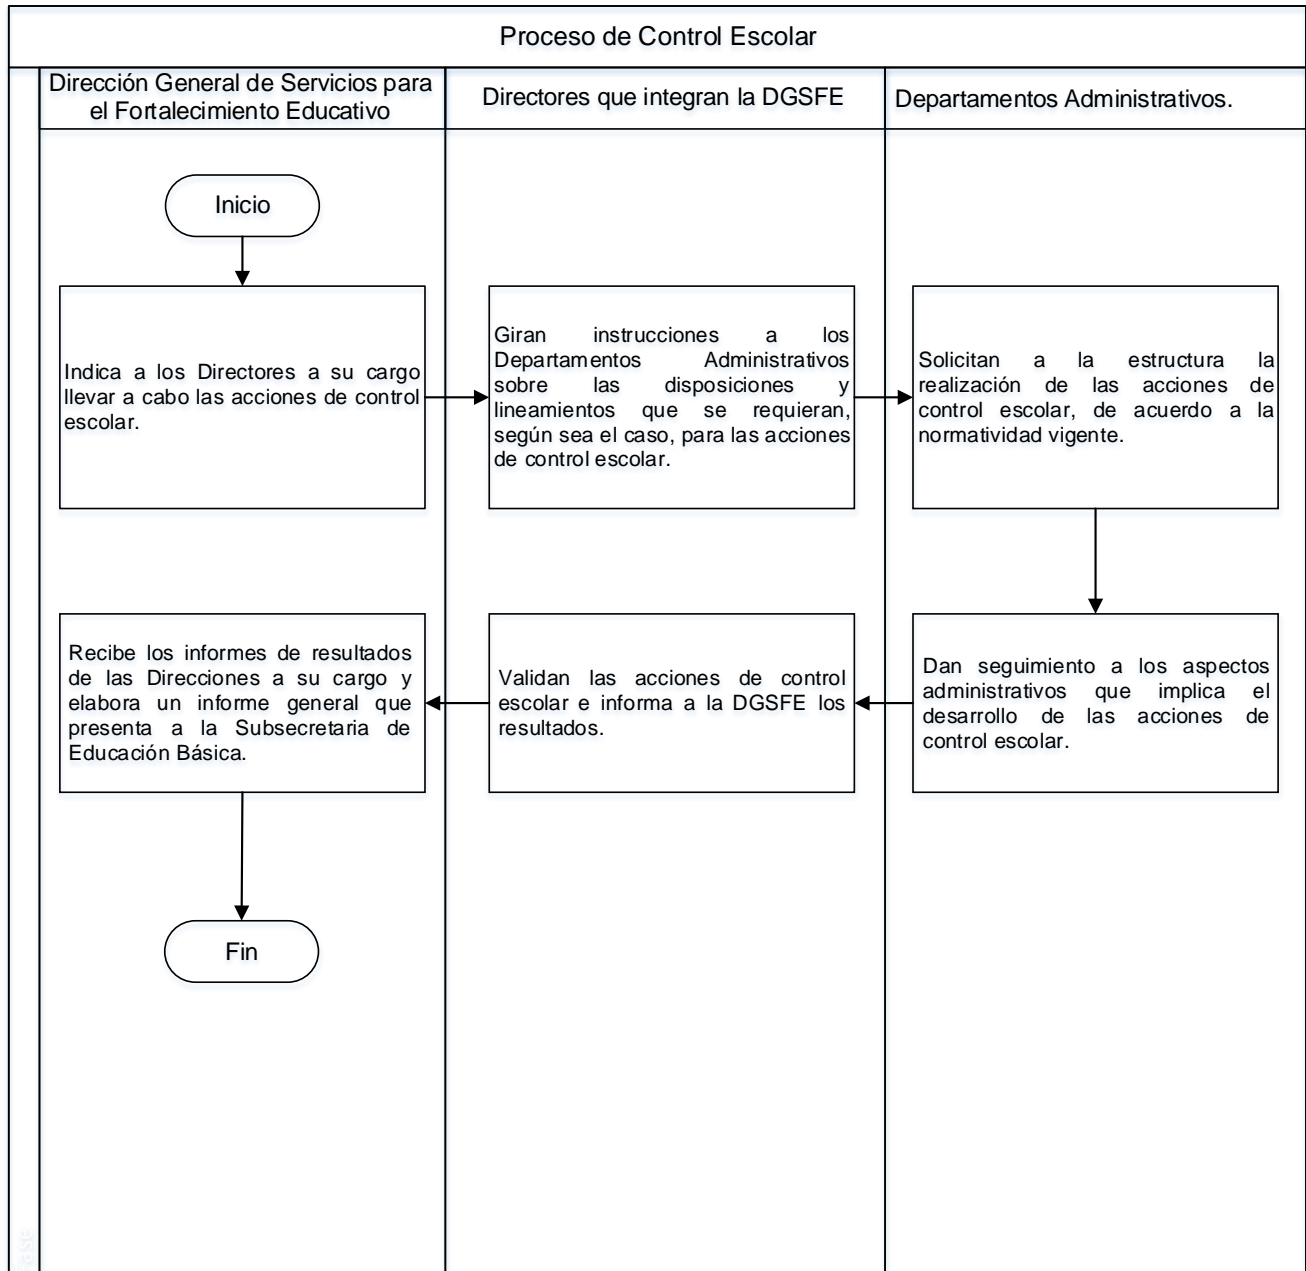 Proceso de Control Escolar
Dirección General de Servicios para
el Fortalecimiento Educativo
Directores que integran la DGSFE
Departamentos Administrativos.
Inicio
Indica a los Directores a su cargo
llevar a cabo las acciones de control
escolar.
Giran instrucciones a los
Departamentos Administrativos
sobre las disposiciones y
lineamientos que se requieran,
según sea el caso, para las acciones
de control escolar.
Solicitan a la estructura la
realización de las acciones de
control escolar, de acuerdo a la
normatividad vigente.
Dan seguimiento a los aspectos
administrativos que implica el
desarrollo de las acciones de
control escolar.
Validan las acciones de control
escolar e informa a la DGSFE los
resultados.
Recibe los informes de resultados
de las Direcciones a su cargo y
elabora un informe general que
presenta a la Subsecretaria de
Educación Básica.
Fin